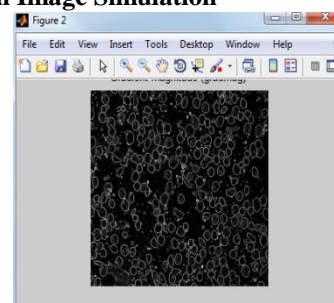 Image Simulation
Figure 2
File Edit View Insert Tools Desktop Window Help
Gradient magnitude (gradmag)